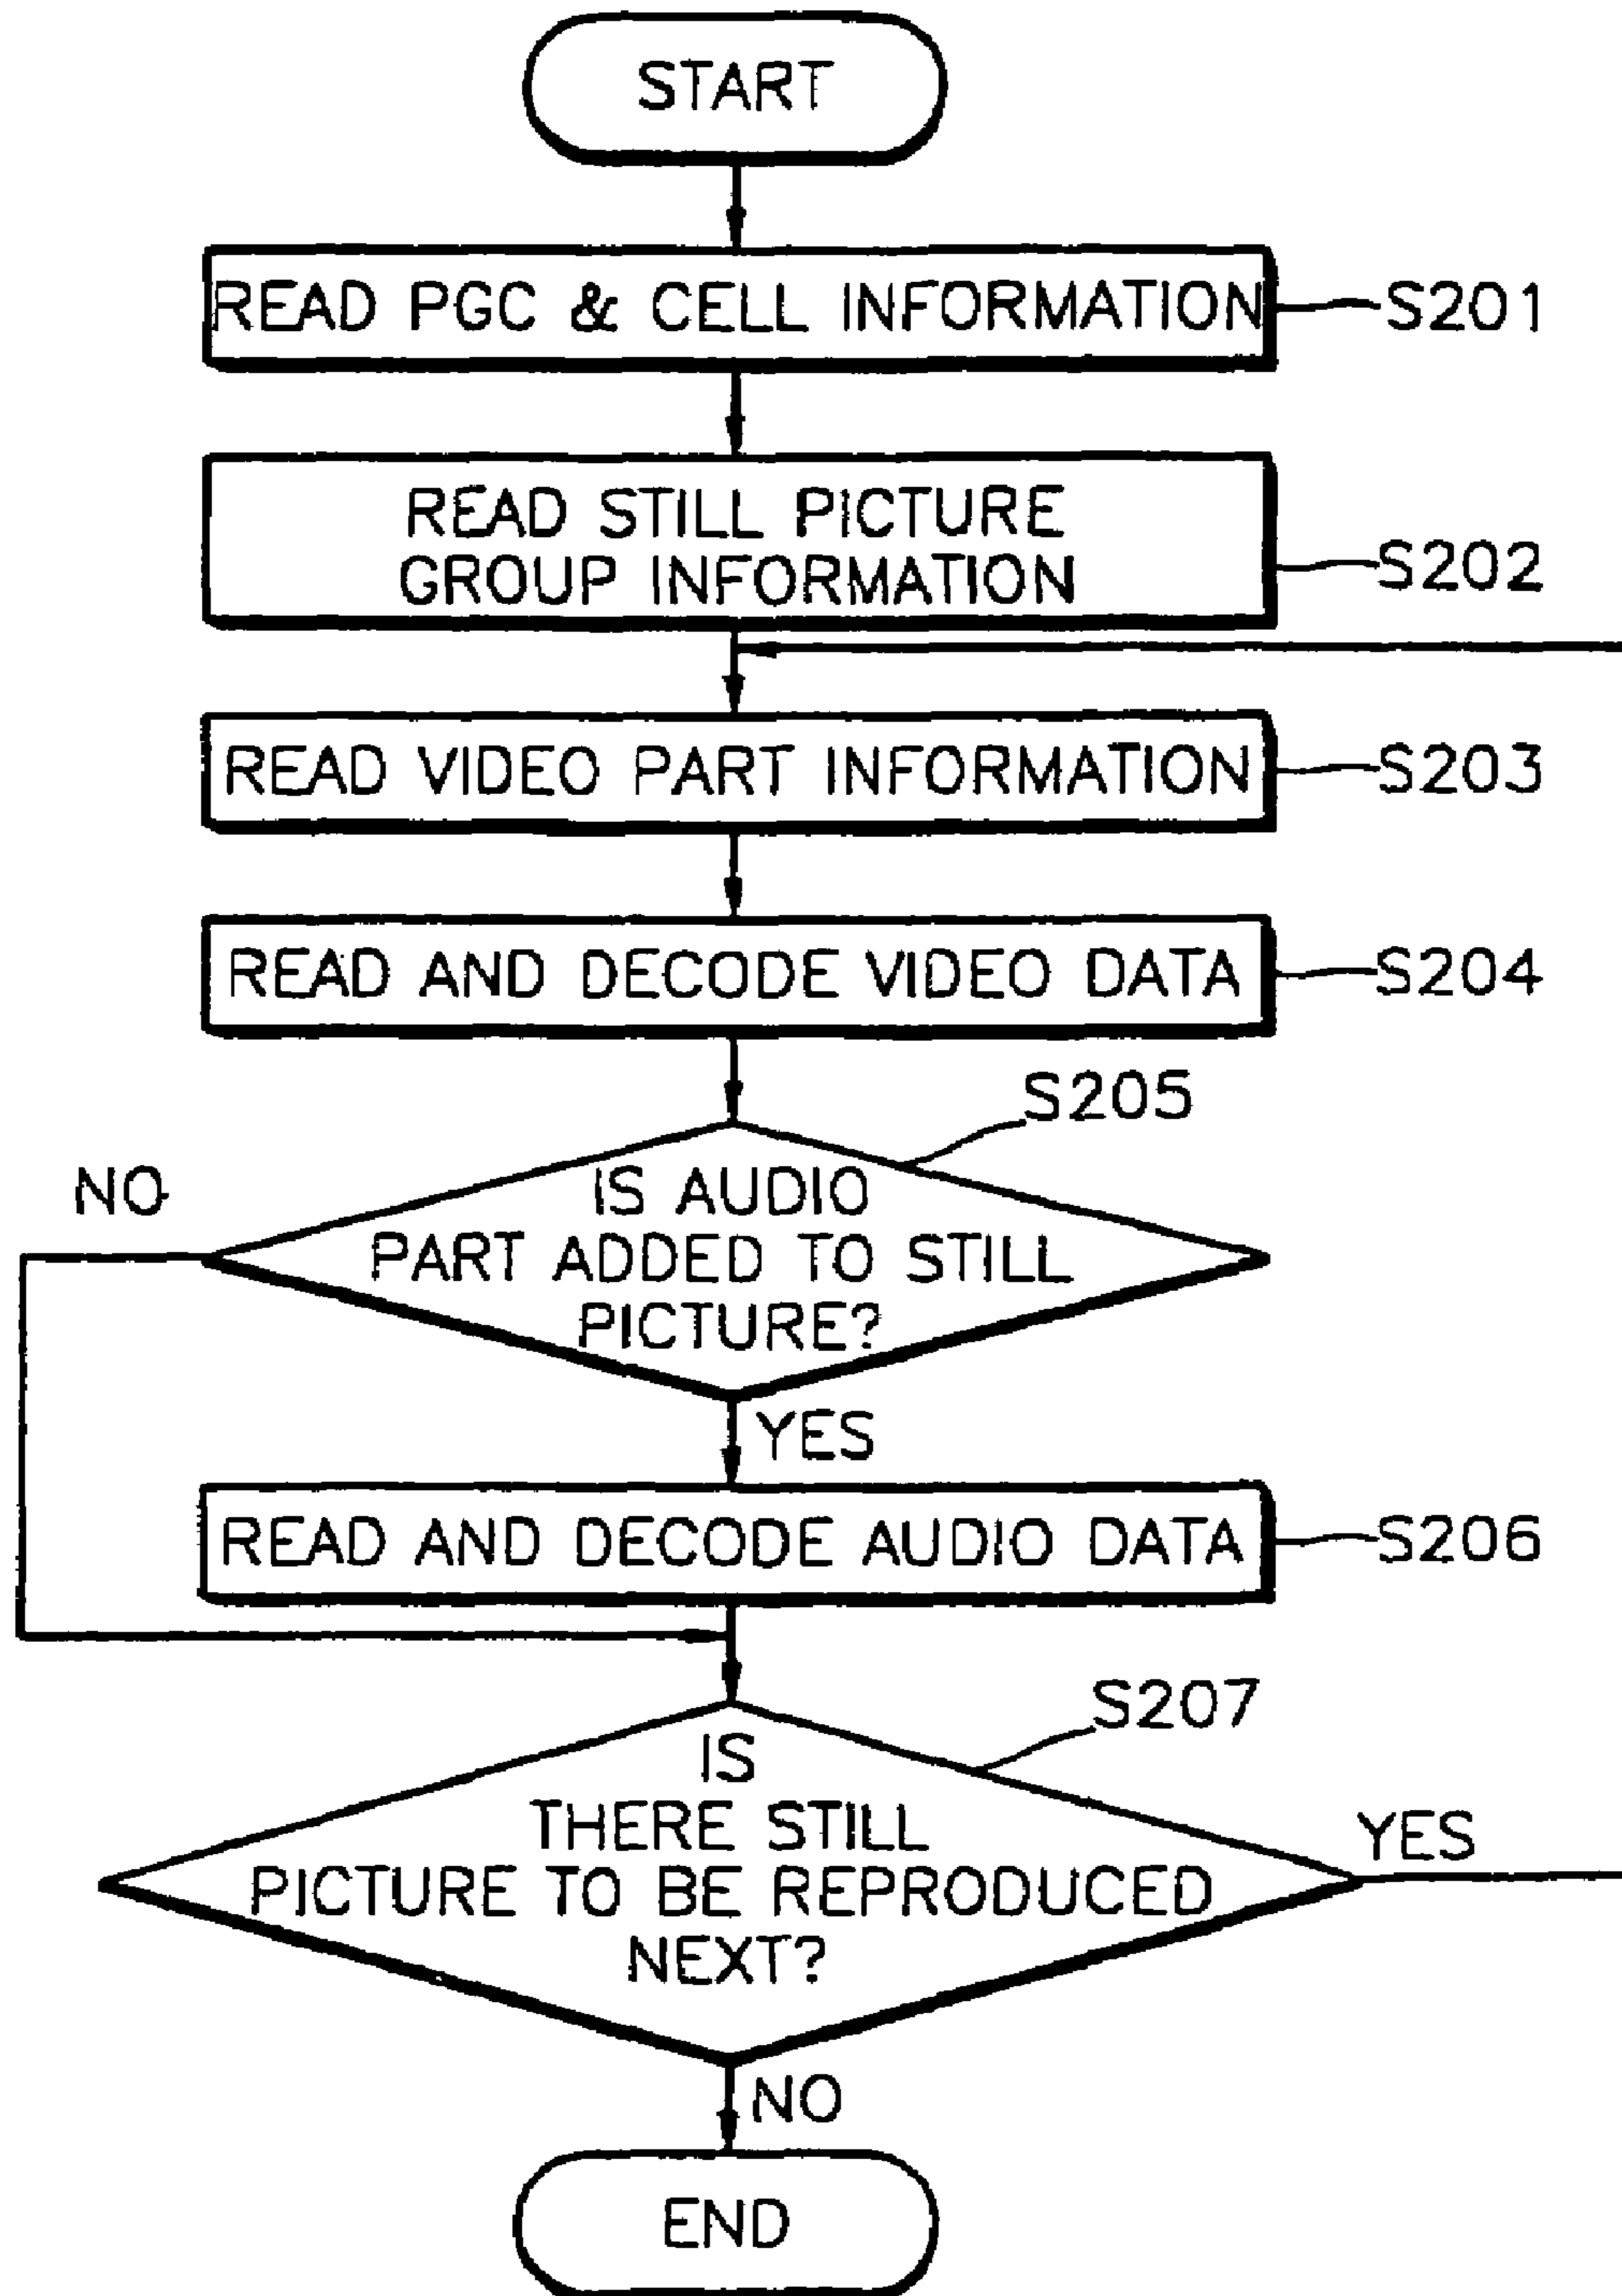 START
READ PGC & CELL INFORMATION
S201
READ STILL PICTURE
GROUP INFORMATION
S202
READ VIDEO PART INFORMATION
S203
READ AND DECODE VIDEO DATA
S204
S205
NO
IS AUDIO
PART ADDED TO STILL
PICTURE?
YES
READ AND DECODE AUDIO DATA
S206
S207
IS
THERE STILL
PICTURE TO BE REPRODUCED
NEXT?
YES
NO
END